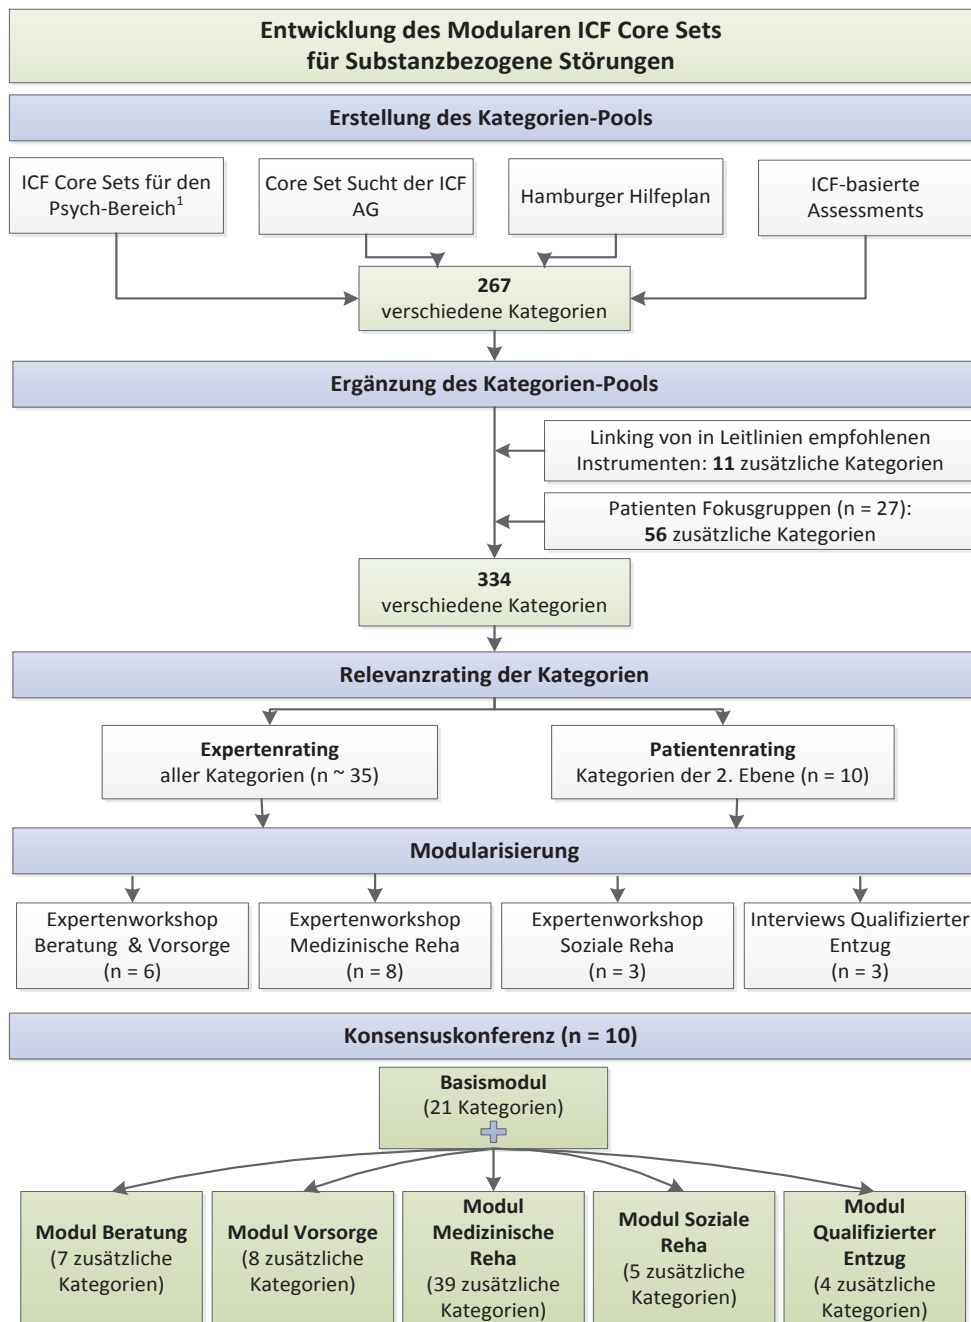 Entwicklung des Modularen ICF Core Sets
für Substanzbezogene Störungen
Erstellung des Kategorien-Pools
ICF Core Sets für den
Psych-Bereich¹
Core Set Sucht der ICF
AG
Hamburger Hilfeplan
ICF-basierte
Assessments
267
verschiedene Kategorien
Ergänzung des Kategorien-Pools
Linking von in Leitlinien empfohlenen
Instrumenten: 11 zusätzliche Kategorien
Patienten Fokusgruppen (n = 27):
56 zusätzliche Kategorien
334
verschiedene Kategorien
Relevanzrating der Kategorien
Expertenrating
aller Kategorien (n ~ 35)
Patientenrating
Kategorien der 2. Ebene (n = 10)
Modularisierung
Expertenworkshop
Beratung & Vorsorge
(n = 6)
Expertenworkshop
Medizinische Reha
(n = 8)
Expertenworkshop
Soziale Reha
(n = 3)
Interviews Qualifizierter
Entzug
(n = 3)
Konsensuskonferenz (n = 10)
Basismodul
(21 Kategorien)
Modul Beratung
(7 zusätzliche
Kategorien)
Modul Vorsorge
(8 zusätzliche
Kategorien)
Modul
Medizinische
Reha
(39 zusätzliche
Kategorien)
Modul Soziale
Reha
(5 zusätzliche
Kategorien)
Modul
Qualifizierter
Entzug
(4 zusätzliche
Kategorien)